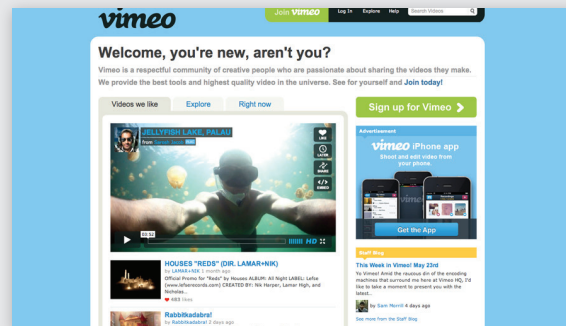 vimeo
Join vimeo Log In Explore Help Search Videos
Welcome, you're new, aren't you?
Vimeo is a respectful community of creative people who are passionate about sharing the videos they make.
We provide the best tools and highest quality video in the universe. See for yourself and Join today!
Videos we like Explore Right now
JELLYFISH LAKE, PALAU
from Sarosh Jacob
LIKE
LATER
SHARE
EMBED
03:52
HD
HOUSES "REDS" (DIR. LAMAR+NIK)
by LAMAR+NIK 1 month ago
Official Promo for "Reds" by Houses ALBUM: All Night LABEL: Lefse
(www.lefserecords.com) CREATED BY: Nik Harper, Lamar High, and
Nicholas...
483 likes
Rabbitkadabra!
by Rabbitkadabra! 2 days ago
Sign up for Vimeo
Advertisement
vimeo iPhone app
Shoot and edit video from
your phone.
Get the App
Staff Blog
This Week in Vimeo! May 23rd
Yo Vimeo! Amid the raucous din of the encoding
machines that surround me here at Vimeo HQ, I'd
like to take a moment to present you with the
latest...
by Sam Morrill 6 days ago
See more from the Staff Blog